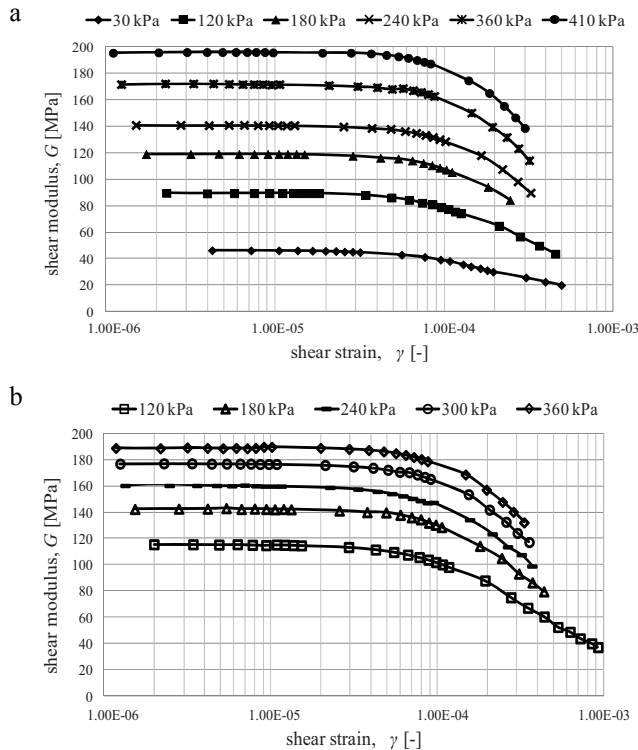 a
30 kPa 120 kPa 180 kPa 240 kPa 360 kPa 410 kPa
200
180
160
140
120
100
80
60
40
20
0
shear modulus, G [MPa]
1.00E-06 1.00E-05 1.00E-04 1.00E-03
shear strain, γ [-]
b
120 kPa 180 kPa 240 kPa 300 kPa 360 kPa
200
180
160
140
120
100
80
60
40
20
0
shear modulus, G [MPa]
1.00E-06 1.00E-05 1.00E-04 1.00E-03
shear strain, γ [-]